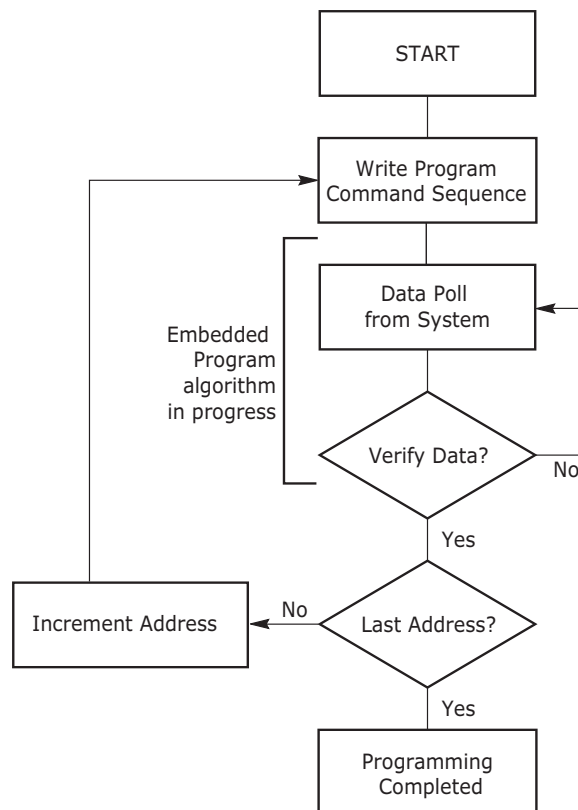 START
Write Program
Command Sequence
Data Poll
from System
Embedded
Program
algorithm
in progress
Verify Data?
No
Yes
No
Increment Address
Last Address?
Yes
Programming
Completed